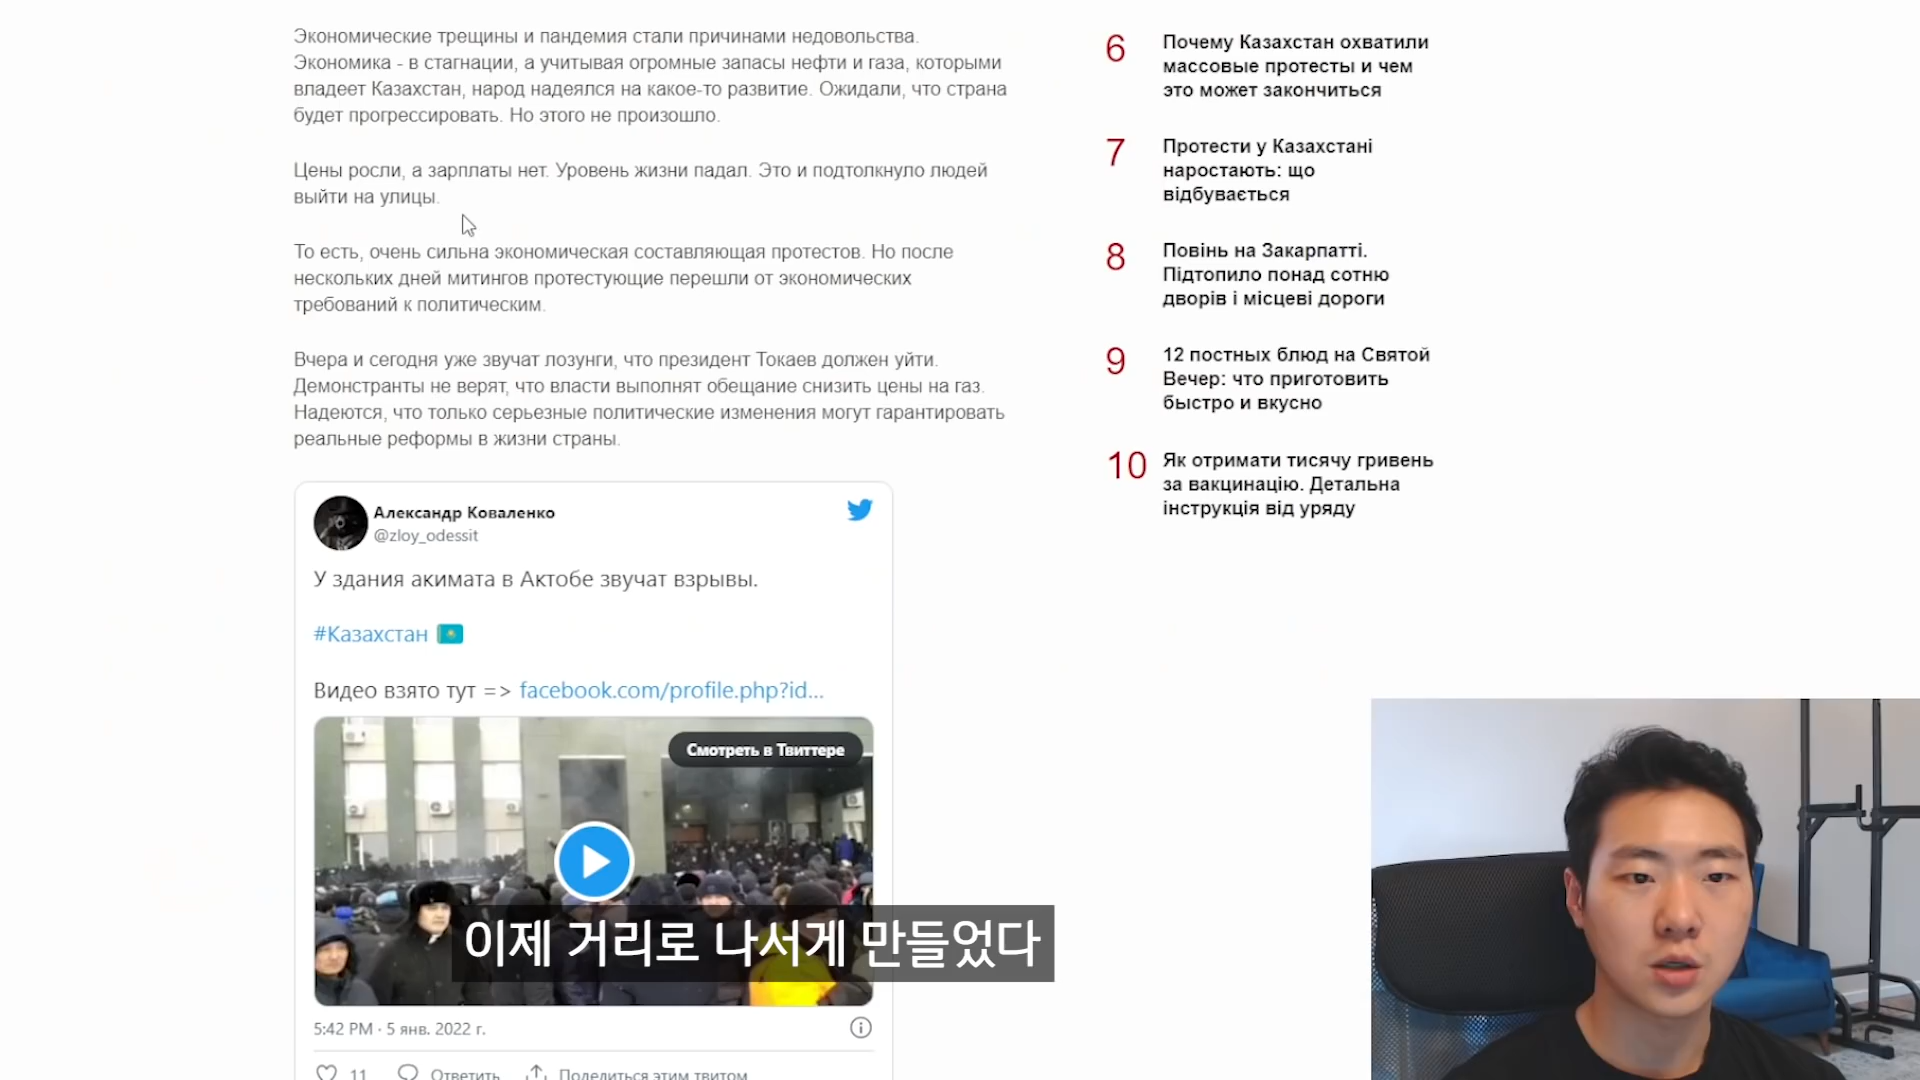 Экономические трещины и пандемия стали причинами недовольства.
Экономика - в стагнации, а учитывая огромные запасы нефти и газа, которыми
владеет Казахстан, народ надеялся на какое-то развитие. Ожидали, что страна
будет прогрессировать. Но этого не произошло.
Цены росли, а зарплаты нет. Уровень жизни падал. Это и подтолкнуло людей
выйти на улицы.
То есть, очень сильна экономическая составляющая протестов. Но после
нескольких дней митингов протестующие перешли от экономических
требований к политическим.
Вчера и сегодня уже звучат лозунги, что президент Токаев должен уйти.
Демонстранты не верят, что власти выполнят обещание снизить цены на газ.
Надеются, что только серьезные политические изменения могут гарантировать
реальные реформы в жизни страны.
Александр Коваленко
@zloy_odessit
У здания акимата в Актобе звучат взрывы.
#Казахстан
Видео взято тут => facebook.com/profile.php?id...
Смотреть в Твиттере
이제 거리로 나서게 만들었다
5:42 PM · 5 янв. 2022 г.
11 Ответить Поделиться этим твитом
6 Почему Казахстан охватили
массовые протесты и чем
это может закончиться
7 Протести у Казахстані
наростають: що
відбувається
8 Повінь на Закарпатті.
Підтопило понад сотню
дворів і місцеві дороги
9 12 постных блюд на Святой
Вечер: что приготовить
быстро и вкусно
10 Як отримати тисячу гривень
за вакцинацію. Детальна
інструкція від уряду